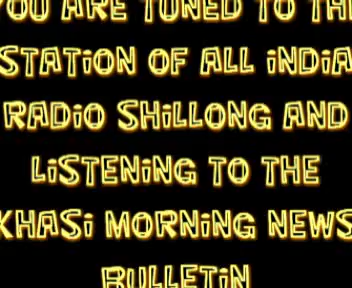 YOU ARE TUNED TO THE
STATION OF ALL INDIA
RADIO SHILLONG AND
LISTENING TO THE
KHASI MORNING NEWS
BULLETIN